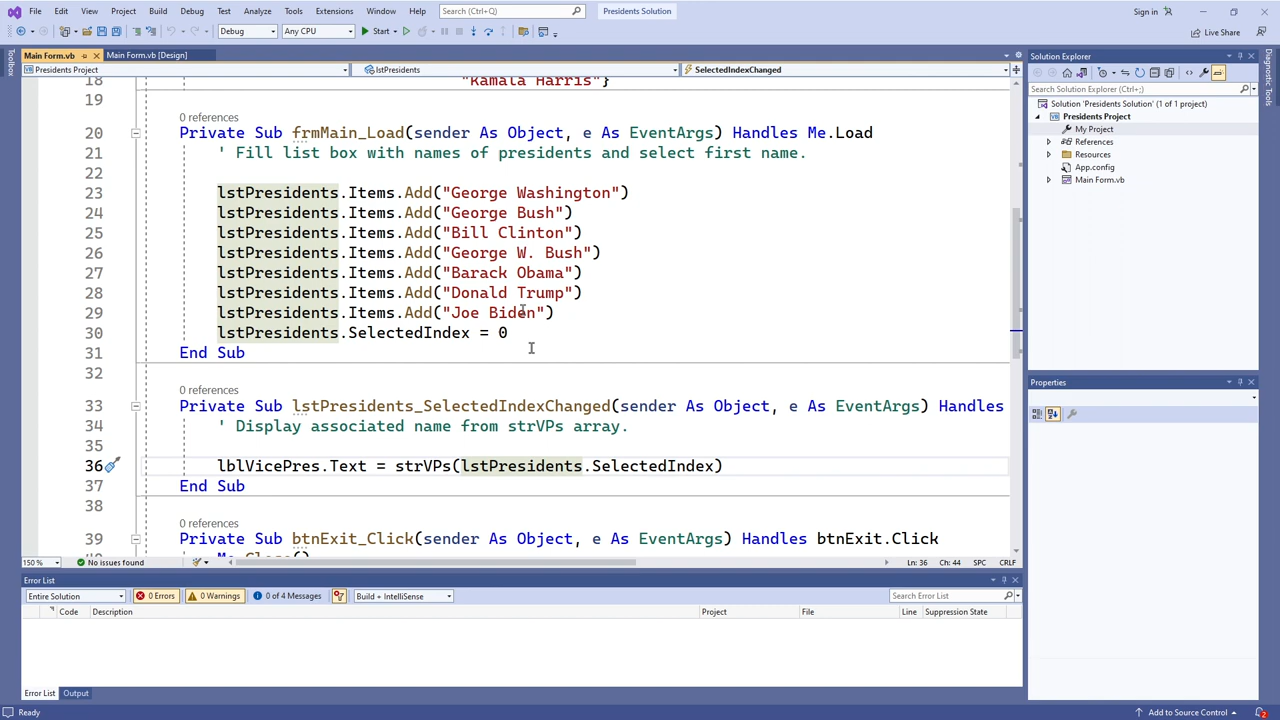 File Edit View Project Build Debug Test Analyze Tools Extensions Window Help Search (Ctrl+Q) Presidents Solution Sign in
Debug Any CPU Start Live Share
Main Form.vb Main Form.vb [Design]
Presidents Project lstPresidents SelectedIndexChanged
18 "Kamala Harris"}
19
0 references
20 Private Sub frmMain_Load(sender As Object, e As EventArgs) Handles Me.Load
21 ' Fill list box with names of presidents and select first name.
22
23 lstPresidents.Items.Add("George Washington")
24 lstPresidents.Items.Add("George Bush")
25 lstPresidents.Items.Add("Bill Clinton")
26 lstPresidents.Items.Add("George W. Bush")
27 lstPresidents.Items.Add("Barack Obama")
28 lstPresidents.Items.Add("Donald Trump")
29 lstPresidents.Items.Add("Joe Biden")
30 lstPresidents.SelectedIndex = 0
31 End Sub
32
0 references
33 Private Sub lstPresidents_SelectedIndexChanged(sender As Object, e As EventArgs) Handles
34 ' Display associated name from strVPs array.
35
36 lblVicePres.Text = strVPs(lstPresidents.SelectedIndex)
37 End Sub
38
0 references
39 Private Sub btnExit_Click(sender As Object, e As EventArgs) Handles btnExit.Click
40 Me.Close()
150 % No issues found Ln: 36 Ch: 44 SPC CRLF
Error List
Entire Solution 0 Errors 0 Warnings 0 of 4 Messages Build + IntelliSense Search Error List
Code Description Project File Line Suppression State
Error List Output
Ready Add to Source Control 2
Toolbox
Solution Explorer
Search Solution Explorer (Ctrl+;)
Solution 'Presidents Solution' (1 of 1 project)
Presidents Project
My Project
References
Resources
App.config
Main Form.vb
Properties
Diagnostic Tools